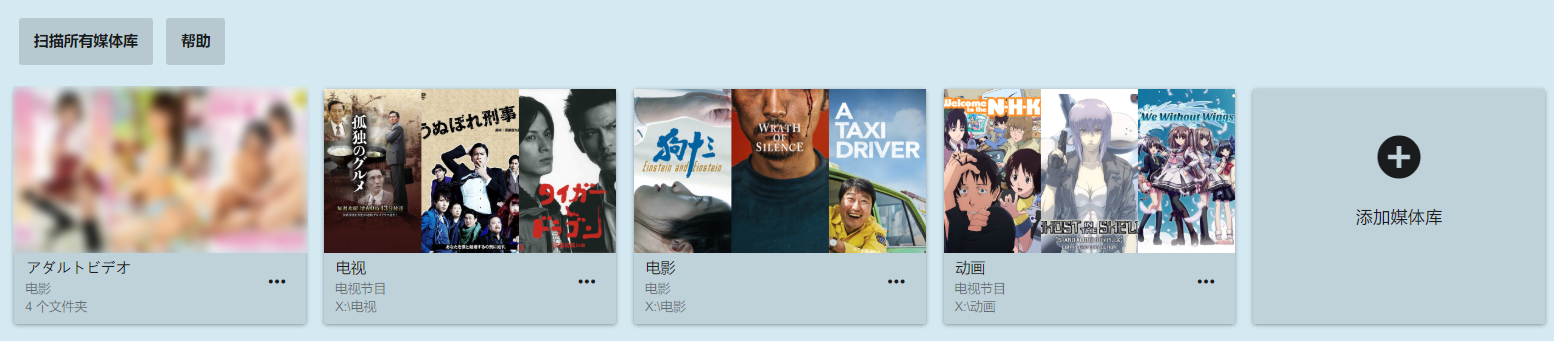 扫描所有媒体库
帮助
孤独のグルメ
うぬぼれ刑事
タイガー
&
ドラゴン
狗十三
Einstein and Einstein
WRATH
OF
SILENCE
A
TAXI
DRIVER
Welcome
to the
N·H·K
GHOST IN THE SHELL
We Without Wings
添加媒体库
アダルトビデオ
电影
4 个文件夹
电视
电视节目
X:\电视
电影
电影
X:\电影
动画
电视节目
X:\动画